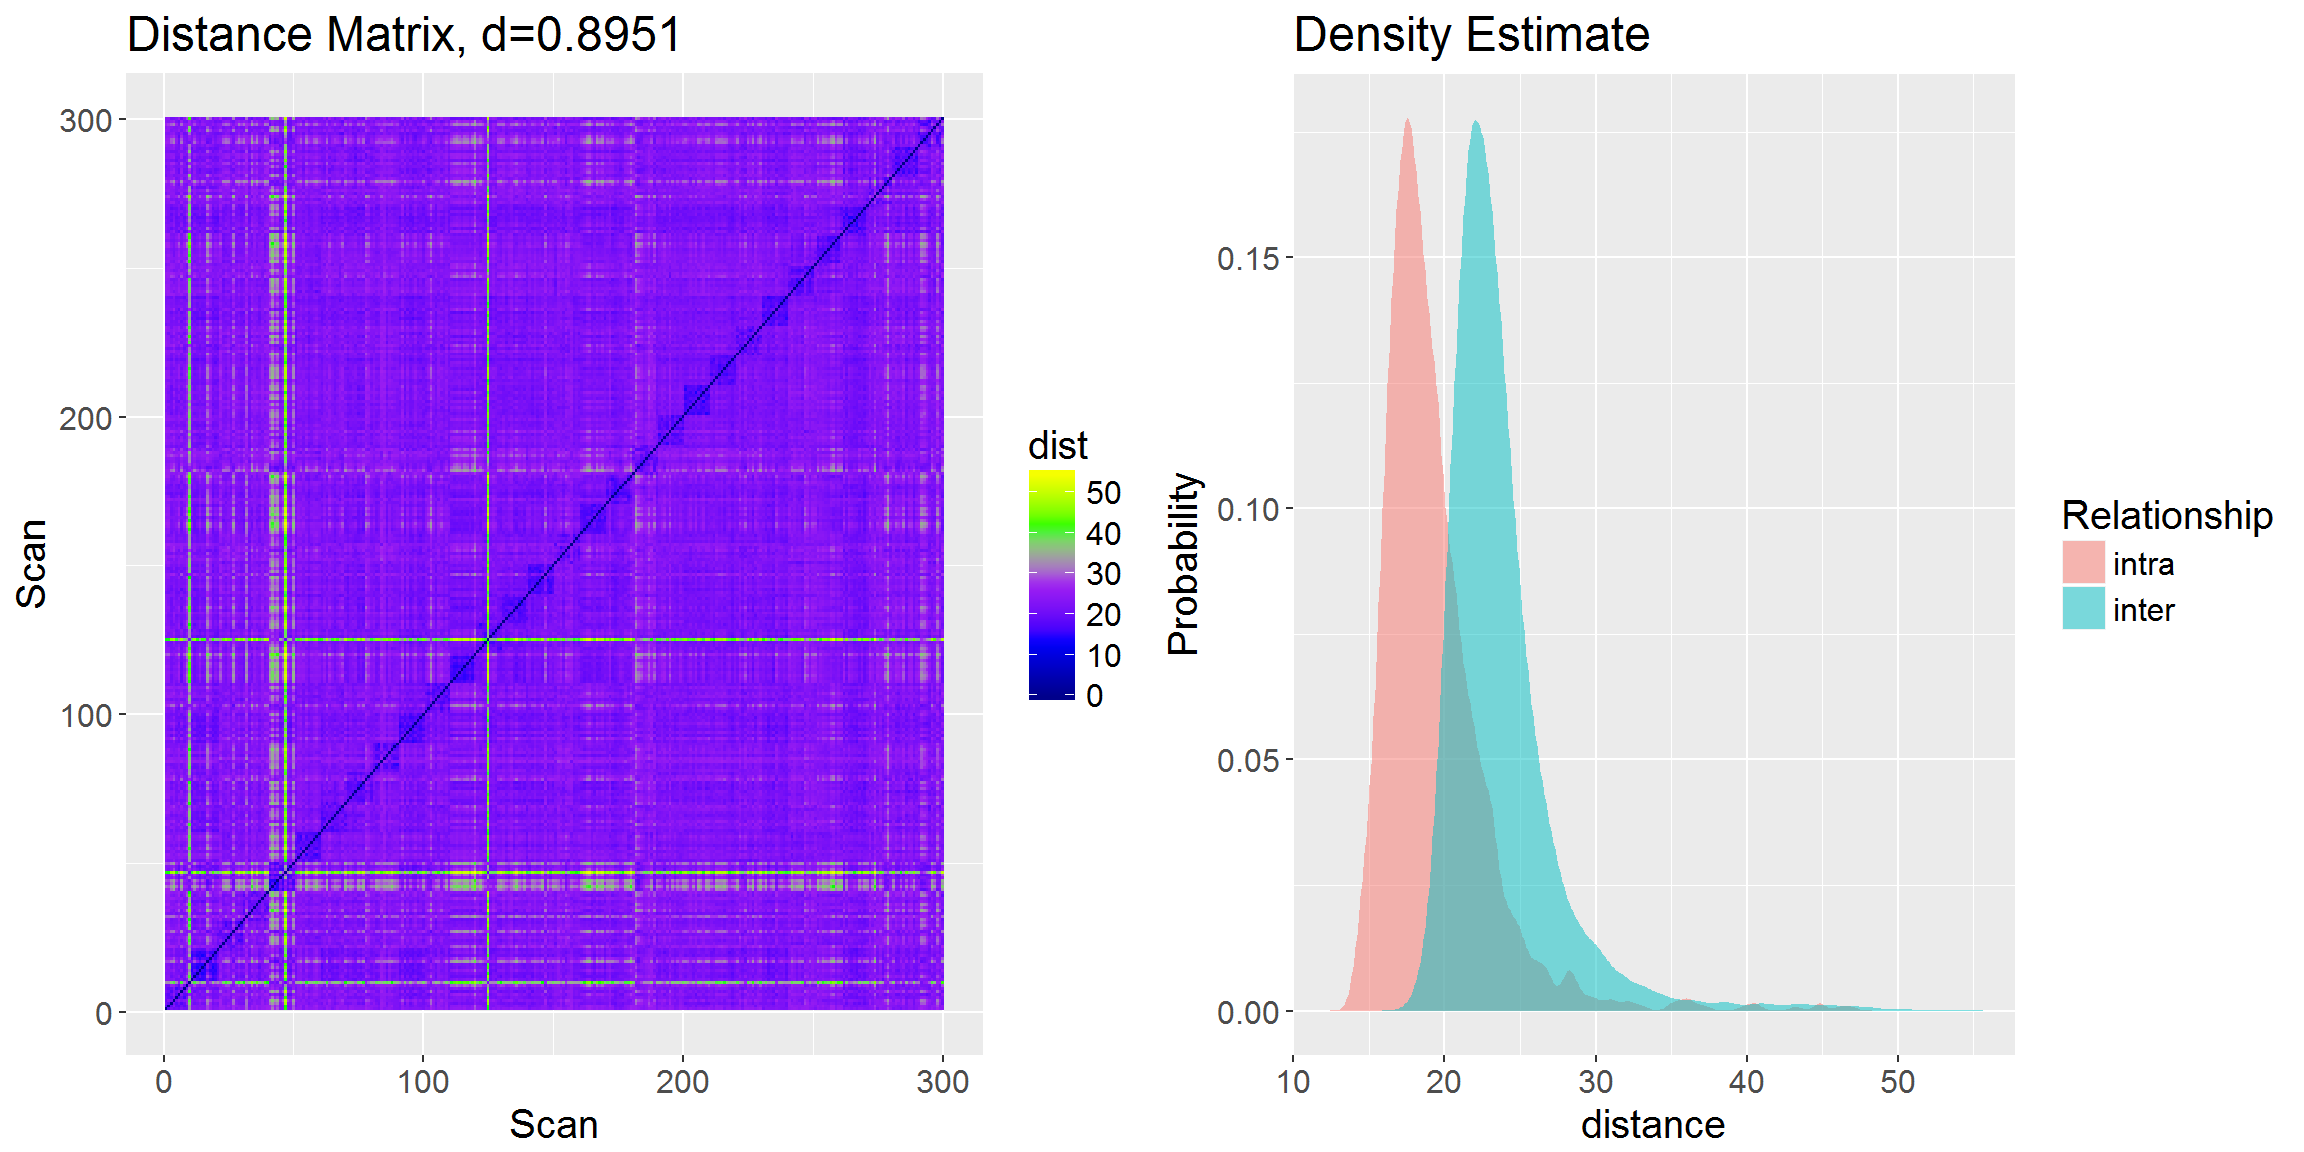 Distance Matrix, d=0.8951
Scan
300
200
100
0
0 100 200 300
Scan
dist
50
40
30
20
10
0
Density Estimate
Probability
0.15
0.10
0.05
0.00
10 20 30 40 50
distance
Relationship
intra
inter